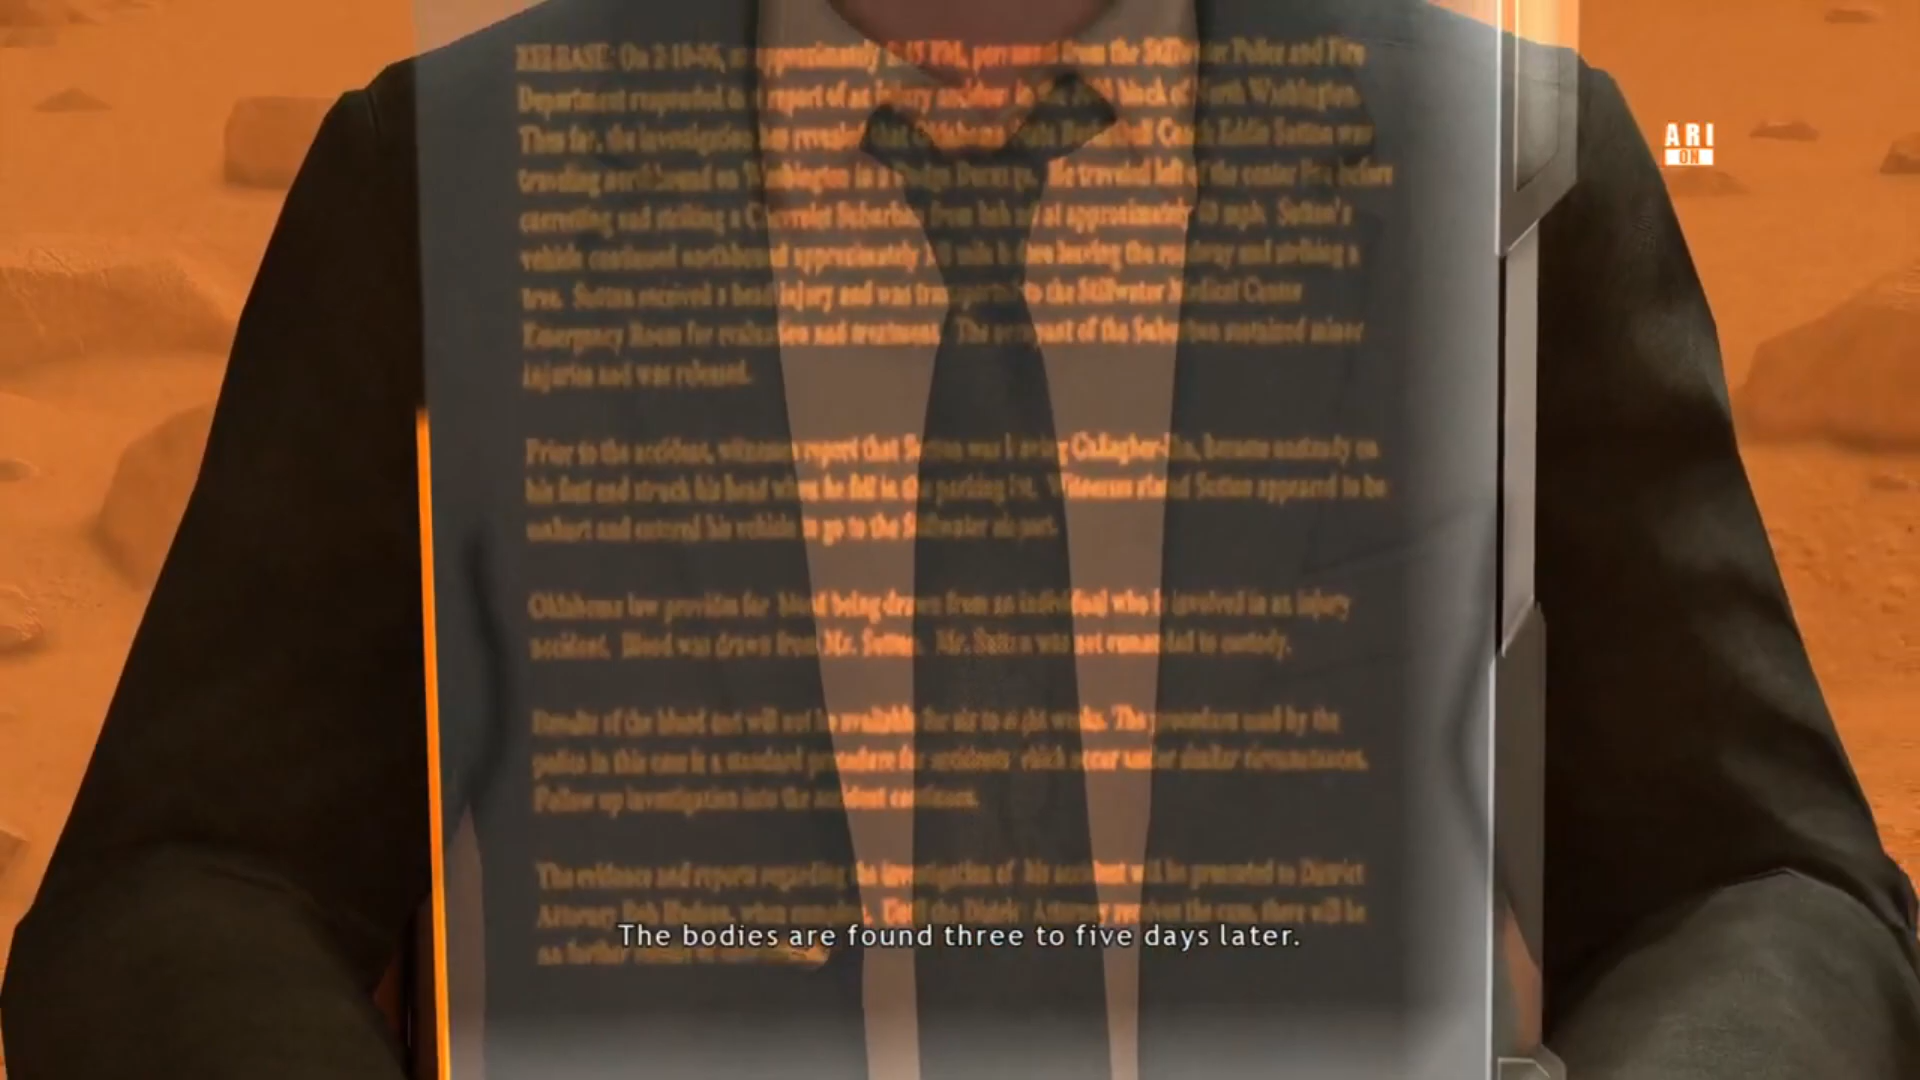 RELEASE: On 2-10-06, at approximately 5:15 PM, personnel from the Stillwater Police and Fire
Department responded to a report of an injury accident in the block of North Washington.
Thus far, the investigation has revealed that Oklahoma State Basketball Coach Eddie Sutton was
traveling northbound on Washington in a Dodge Durango. He traveled left of the center line before
correcting and striking a Chevrolet Suburban from behind at approximately 60 mph. Sutton's
vehicle continued northbound approximately mile before leaving the roadway and striking a
tree. Sutton received a head injury and was transported to the Stillwater Medical Center
Emergency Room for evaluation and treatment. The occupant of the Suburban sustained minor
injuries and was released.
Prior to the accident, witnesses report that Sutton was leaving Gallagher-Iba, became unsteady on
his feet and struck his head when he fell in the parking lot. Witnesses stated Sutton appeared to be
unhurt and entered his vehicle to go to the Stillwater airport.
Oklahoma law provides for blood being drawn from an individual who is involved in an injury
accident. Blood was drawn from Mr. Sutton. Mr. Sutton was not remanded to custody.
Results of the blood test will not be available for six to eight weeks. The procedure used by the
police in this case is a standard procedure for accidents which occur under similar circumstances.
Follow up investigation into the accident continues.
The evidence and reports regarding the investigation of this accident will be presented to District
Attorney Rob Hudson, when complete. Until the District Attorney receives the case, there will be
no further
The bodies are found three to five days later.
ARI
ON